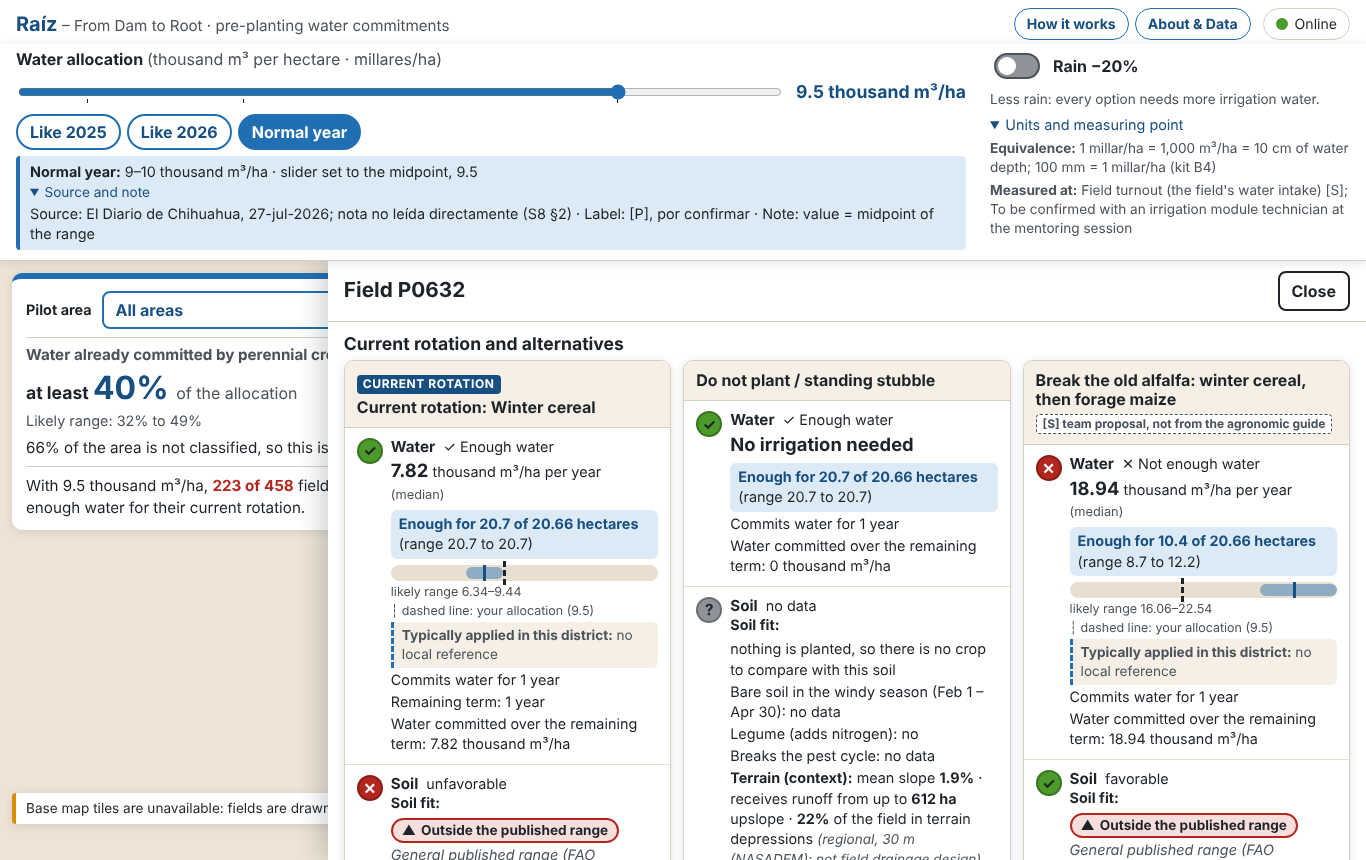 Raíz – From Dam to Root · pre-planting water commitments
How it works
About & Data
Online
Water allocation (thousand m³ per hectare · millares/ha)
9.5 thousand m³/ha
Like 2025
Like 2026
Normal year
Normal year: 9–10 thousand m³/ha · slider set to the midpoint, 9.5
▼ Source and note
Source: El Diario de Chihuahua, 27-jul-2026; nota no leída directamente (S8 §2) · Label: [P], por confirmar · Note: value = midpoint of
the range
Rain −20%
Less rain: every option needs more irrigation water.
▼ Units and measuring point
Equivalence: 1 millar/ha = 1,000 m³/ha = 10 cm of water
depth; 100 mm = 1 millar/ha (kit B4)
Measured at: Field turnout (the field's water intake) [S];
To be confirmed with an irrigation module technician at
the mentoring session
Pilot area
All areas
Water already committed by perennial
at least 40% of the allocation
Likely range: 32% to 49%
66% of the area is not classified, so this is
With 9.5 thousand m³/ha, 223 of 458 field
enough water for their current rotation.
Base map tiles are unavailable: fields are drawn
Field P0632
Close
Current rotation and alternatives
CURRENT ROTATION
Current rotation: Winter cereal
Water ✓ Enough water
7.82 thousand m³/ha per year
(median)
Enough for 20.7 of 20.66 hectares
(range 20.7 to 20.7)
likely range 6.34–9.44
┆ dashed line: your allocation (9.5)
Typically applied in this district: no
local reference
Commits water for 1 year
Remaining term: 1 year
Water committed over the remaining
term: 7.82 thousand m³/ha
Soil unfavorable
Soil fit:
▲ Outside the published range
General published range (FAO
Do not plant / standing stubble
Water ✓ Enough water
No irrigation needed
Enough for 20.7 of 20.66 hectares
(range 20.7 to 20.7)
Commits water for 1 year
Water committed over the remaining
term: 0 thousand m³/ha
? Soil no data
Soil fit:
nothing is planted, so there is no crop
to compare with this soil
Bare soil in the windy season (Feb 1 –
Apr 30): no data
Legume (adds nitrogen): no
Breaks the pest cycle: no data
Terrain (context): mean slope 1.9% ·
receives runoff from up to 612 ha
upslope · 22% of the field in terrain
depressions (regional, 30 m
(NASADEM); not field drainage design)
Break the old alfalfa: winter cereal,
then forage maize
[S] team proposal, not from the agronomic guide
Water ✕ Not enough water
18.94 thousand m³/ha per year
(median)
Enough for 10.4 of 20.66 hectares
(range 8.7 to 12.2)
likely range 16.06–22.54
┆ dashed line: your allocation (9.5)
Typically applied in this district: no
local reference
Commits water for 1 year
Water committed over the remaining
term: 18.94 thousand m³/ha
Soil favorable
Soil fit:
▲ Outside the published range
General published range (FAO